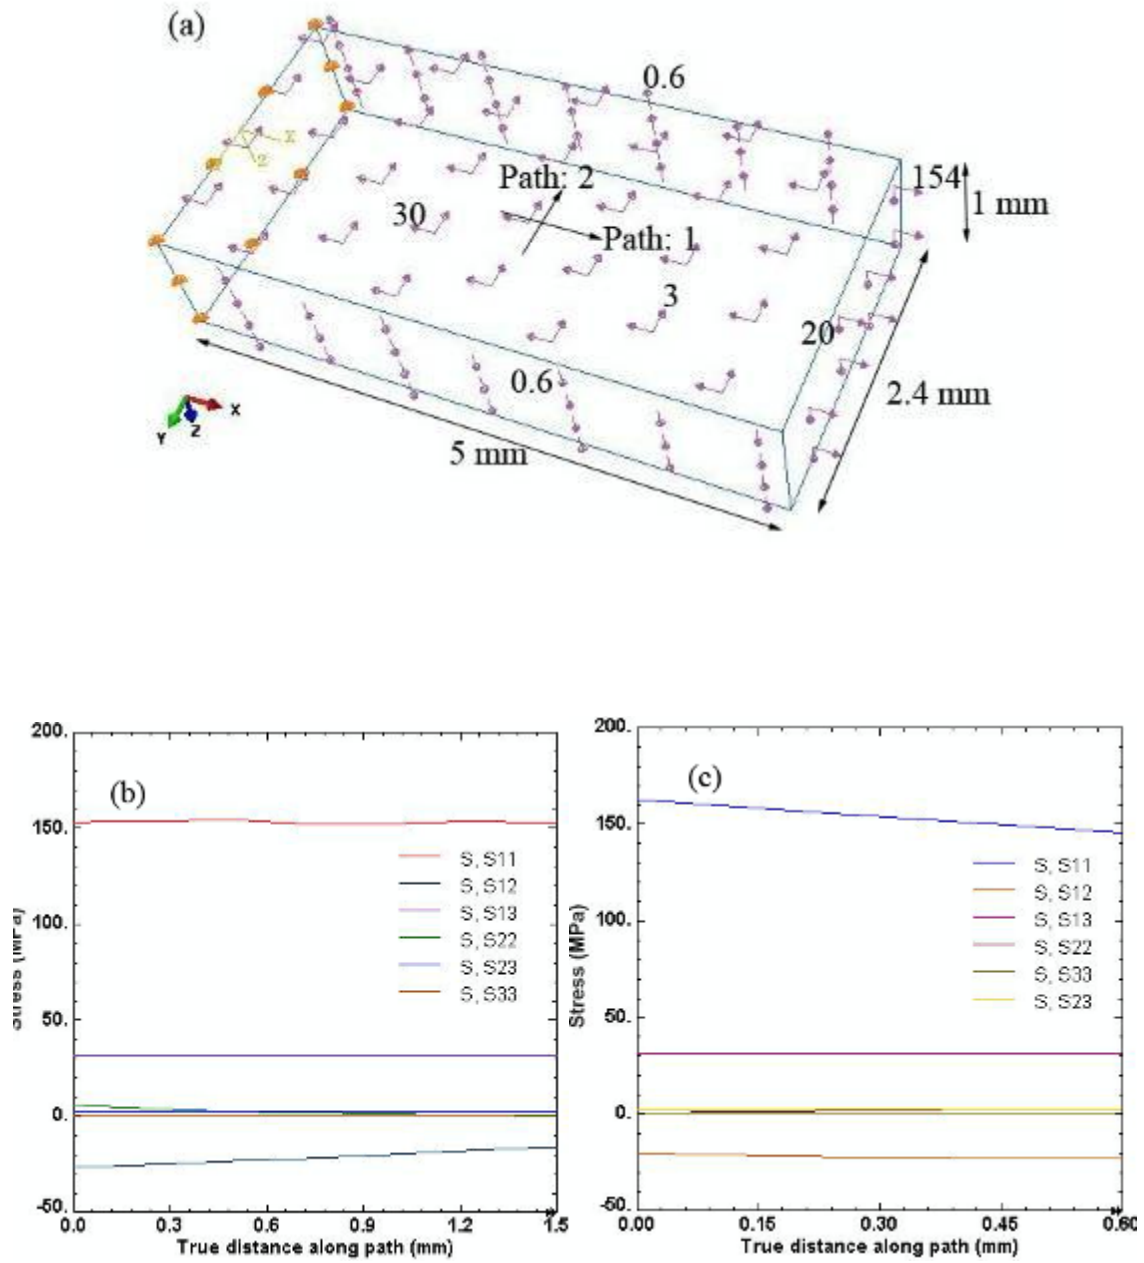 (a)
0.6
Path: 2
154
1 mm
30
Path: 1
3
20
0.6
2.4 mm
5 mm
X
Z
X
Y
Z
200.
150.
100.
50.
0.
-50.
(b)
S, S11
S, S12
S, S13
S, S22
S, S23
S, S33
Stress (MPa)
0.0 0.3 0.6 0.9 1.2 1.5
True distance along path (mm)
200.
150.
100.
50.
0.
-50.
(c)
S, S11
S, S12
S, S13
S, S22
S, S33
S, S23
Stress (MPa)
0.00 0.15 0.30 0.45 0.60
True distance along path (mm)